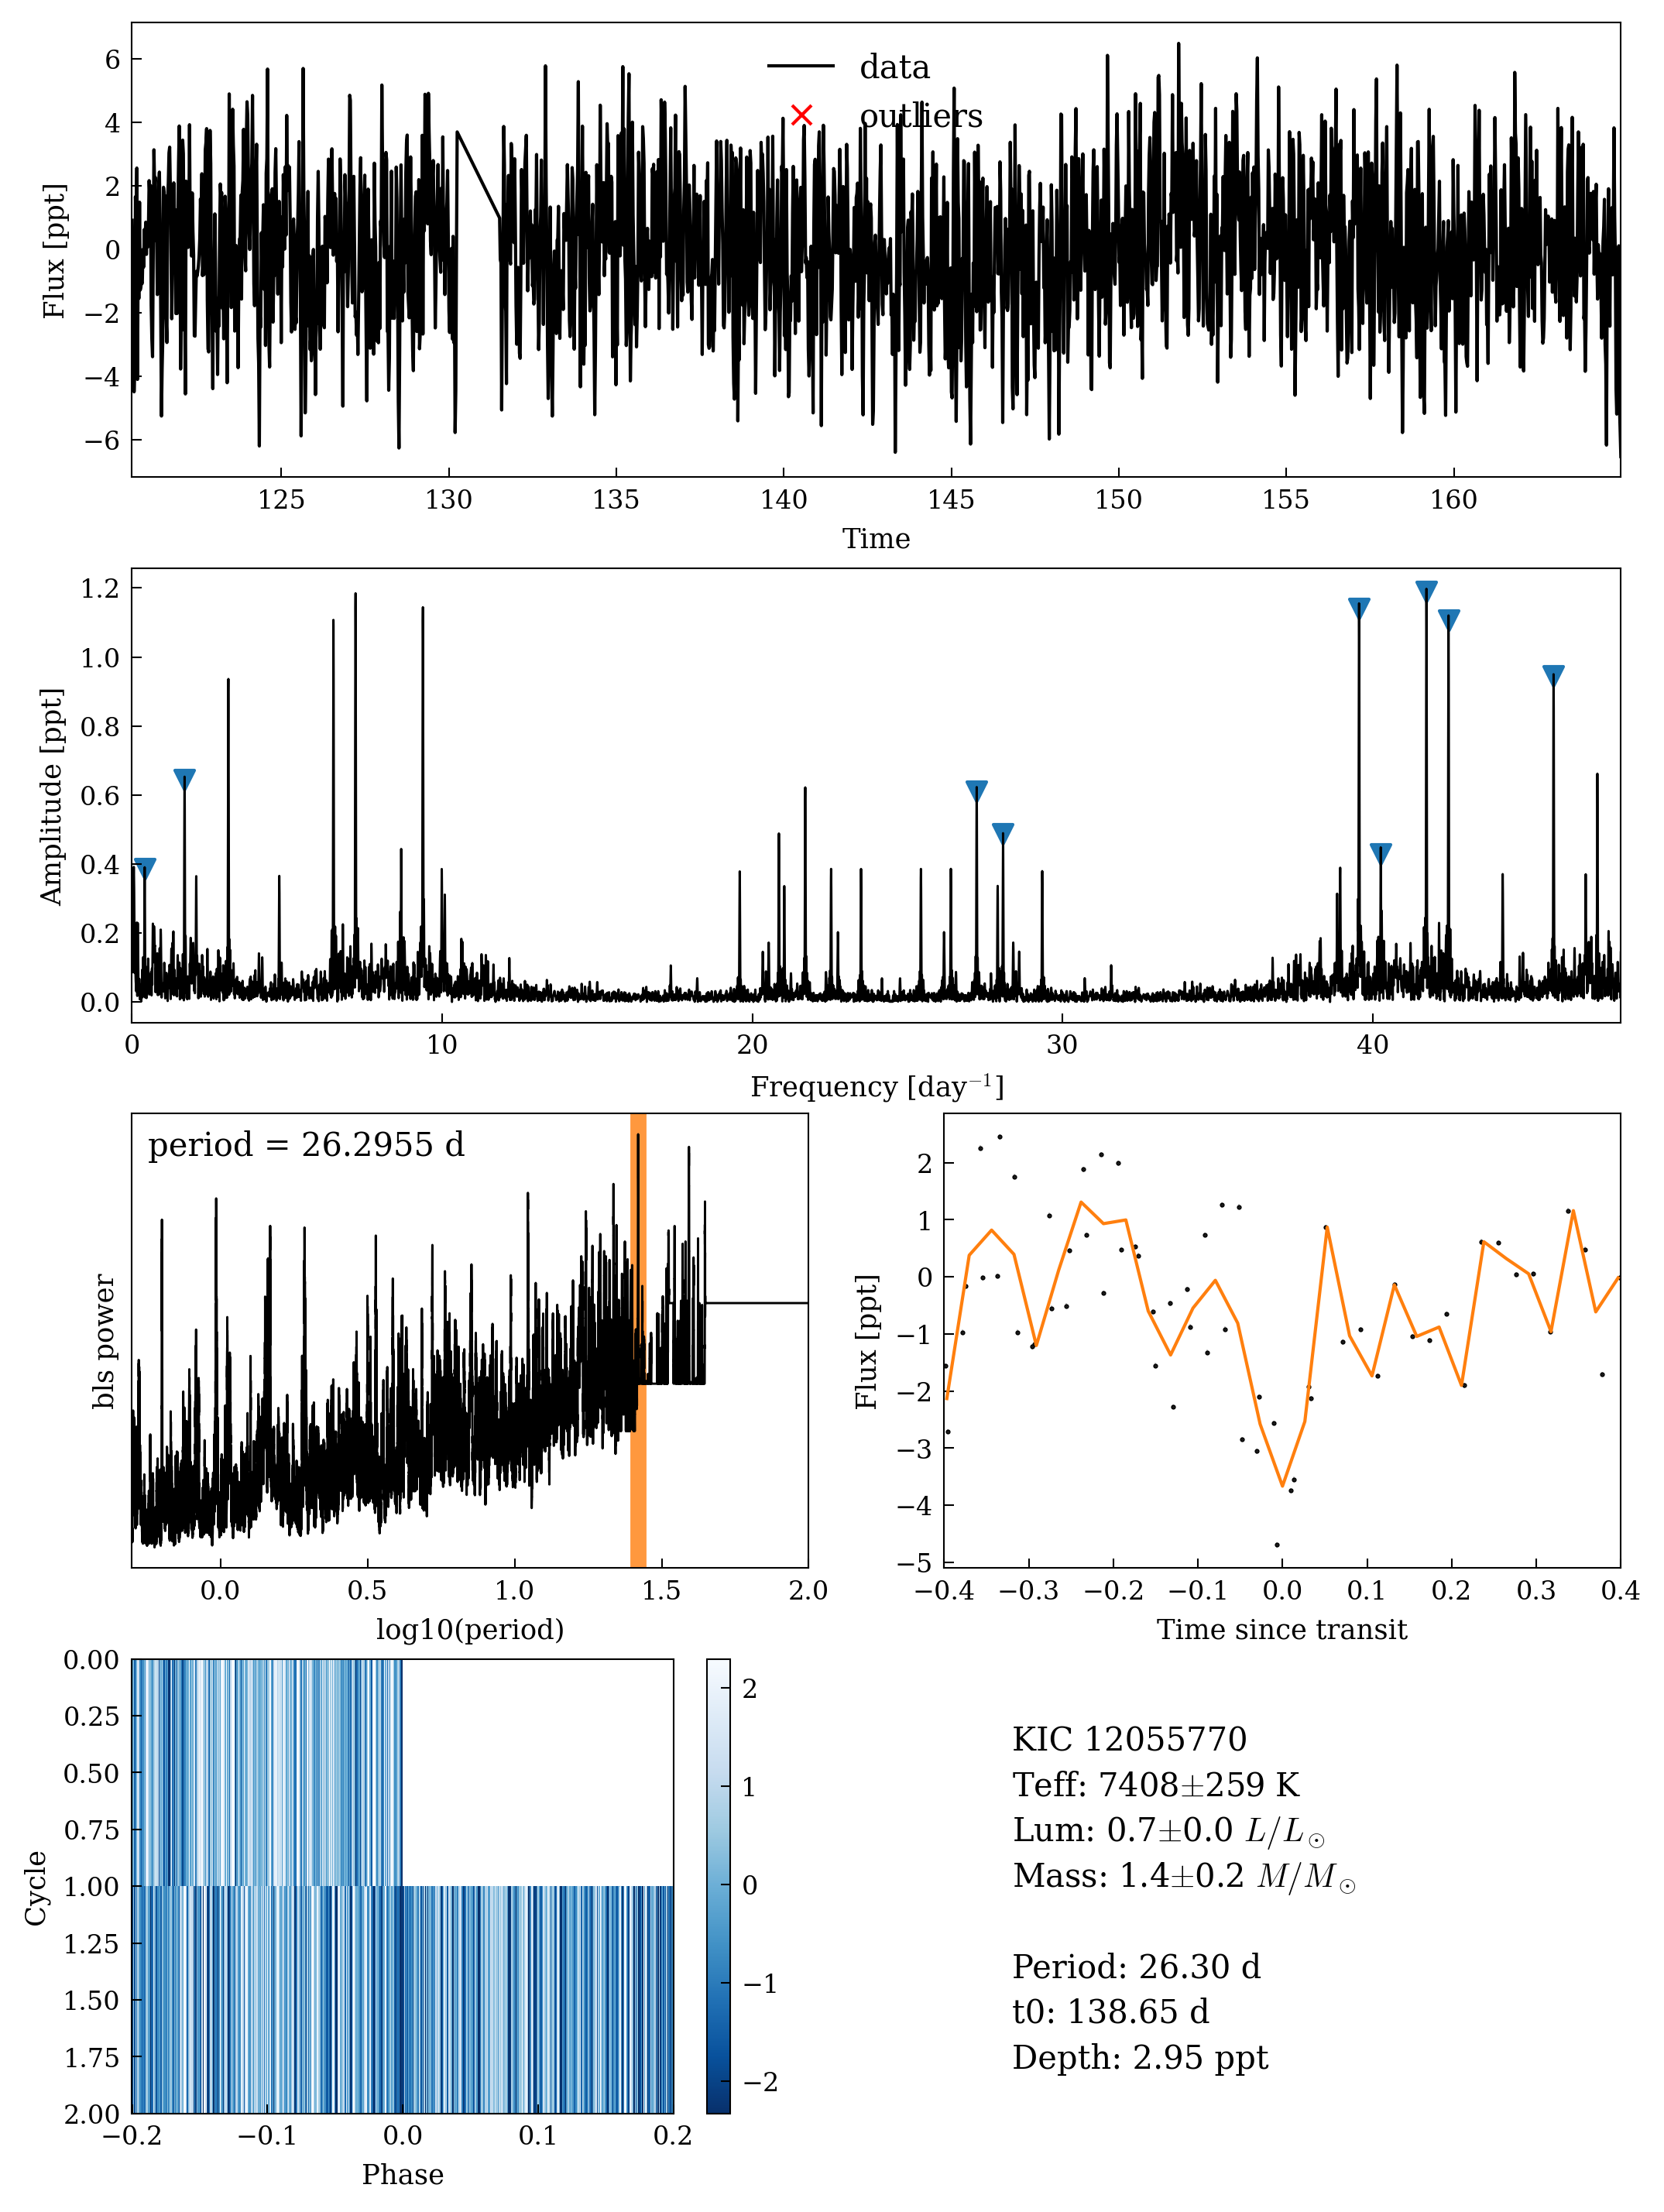 data
outliers
6
4
2
0
−2
−4
−6
Flux [ppt]
125 130 135 140 145 150 155 160
Time
1.2
1.0
0.8
0.6
0.4
0.2
0.0
Amplitude [ppt]
0 10 20 30 40
Frequency [day⁻¹]
period = 26.2955 d
bls power
0.0 0.5 1.0 1.5 2.0
log10(period)
2
1
0
−1
−2
−3
−4
−5
Flux [ppt]
−0.4 −0.3 −0.2 −0.1 0.0 0.1 0.2 0.3 0.4
Time since transit
0.00
0.25
0.50
0.75
1.00
1.25
1.50
1.75
2.00
Cycle
−0.2 −0.1 0.0 0.1 0.2
Phase
2
1
0
−1
−2
KIC 12055770
Teff: 7408±259 K
Lum: 0.7±0.0 L/L⊙
Mass: 1.4±0.2 M/M⊙
Period: 26.30 d
t0: 138.65 d
Depth: 2.95 ppt